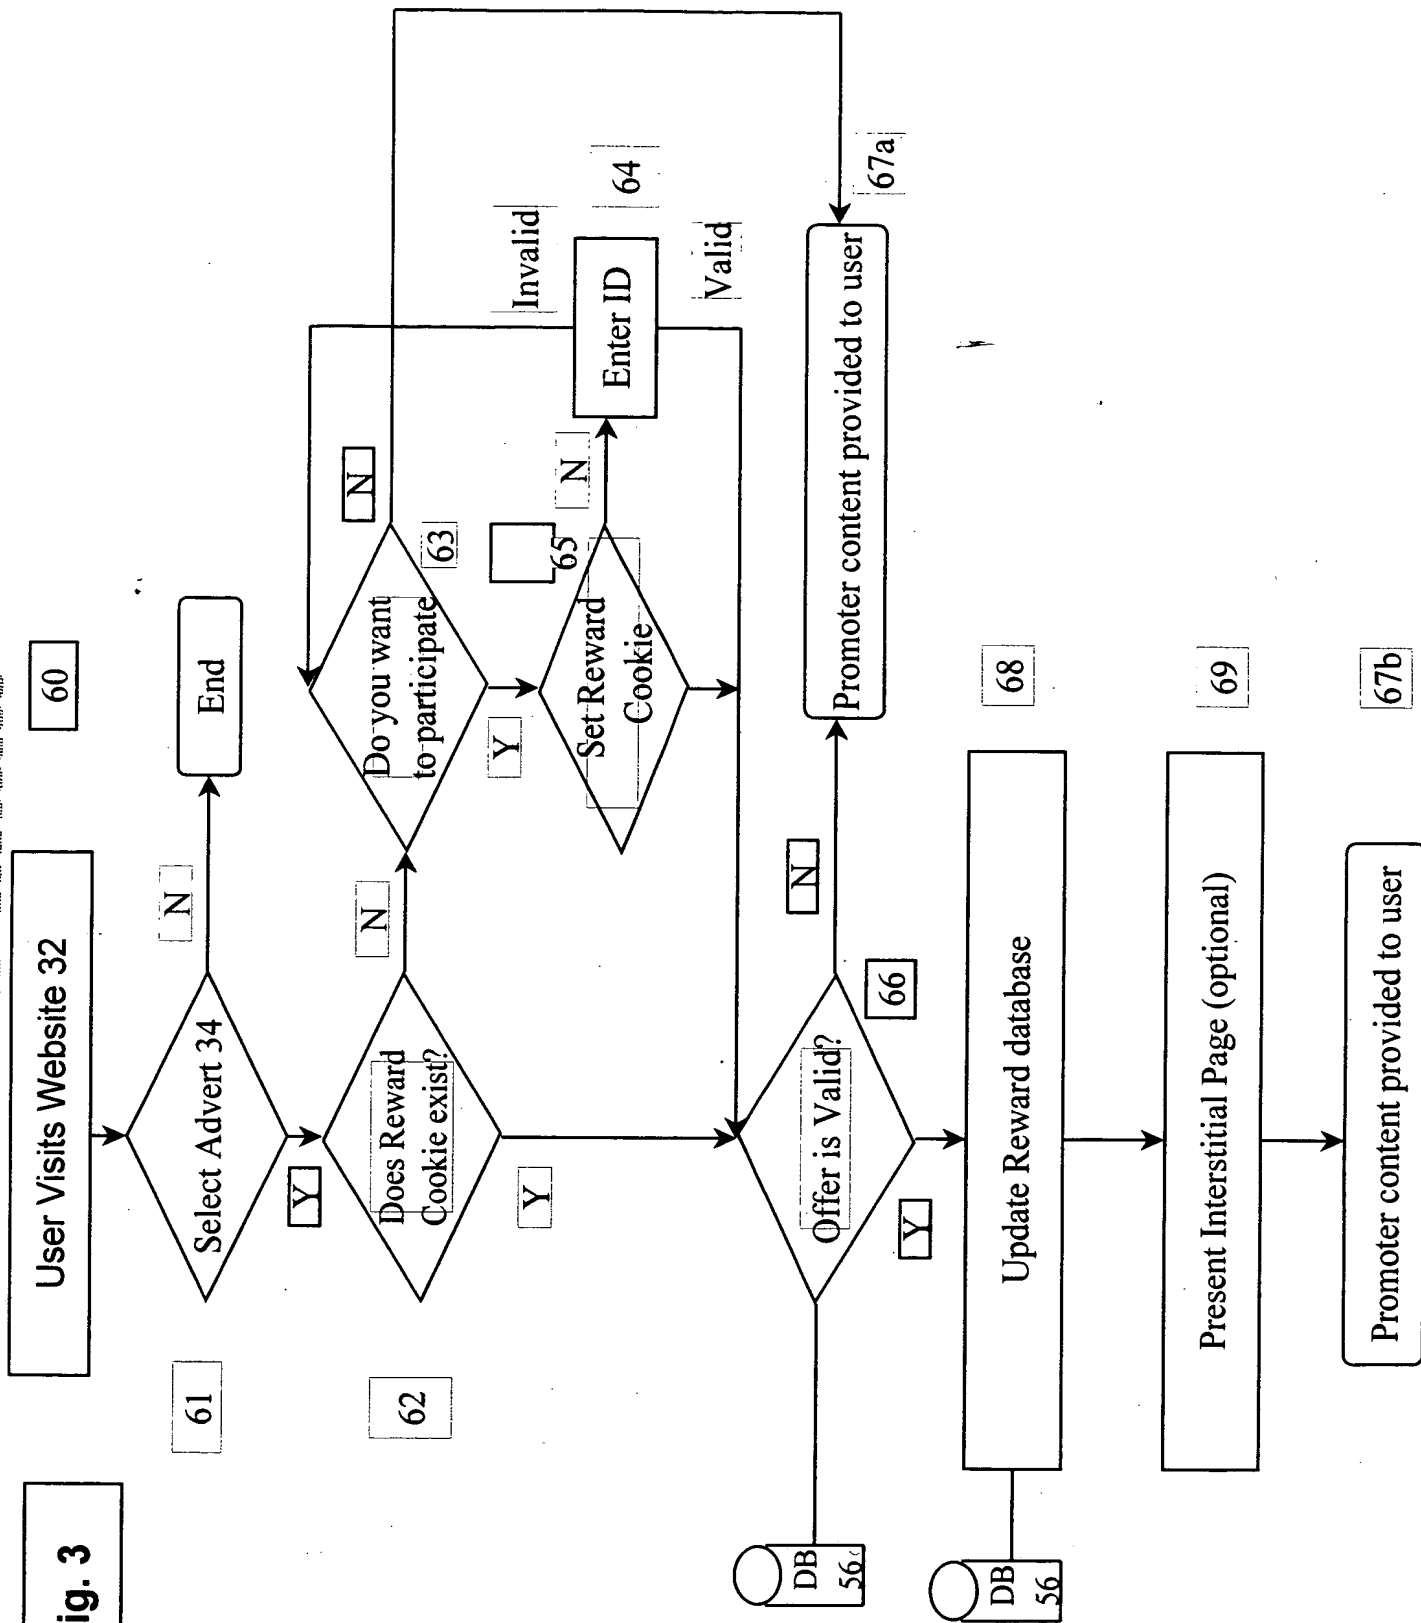 ig. 3
User Visits Website 32
60
61
Select Advert 34
N
End
Y
62
Does Reward
Cookie exist?
N
Do you want
to participate
63
N
Y
Y
Set Reward
Cookie
65
N
Enter ID
64
Invalid
Valid
DB
56
Offer is Valid?
66
N
Promoter content provided to user
67a
Y
DB
56
Update Reward database
68
Present Interstitial Page (optional)
69
Promoter content provided to user
67b